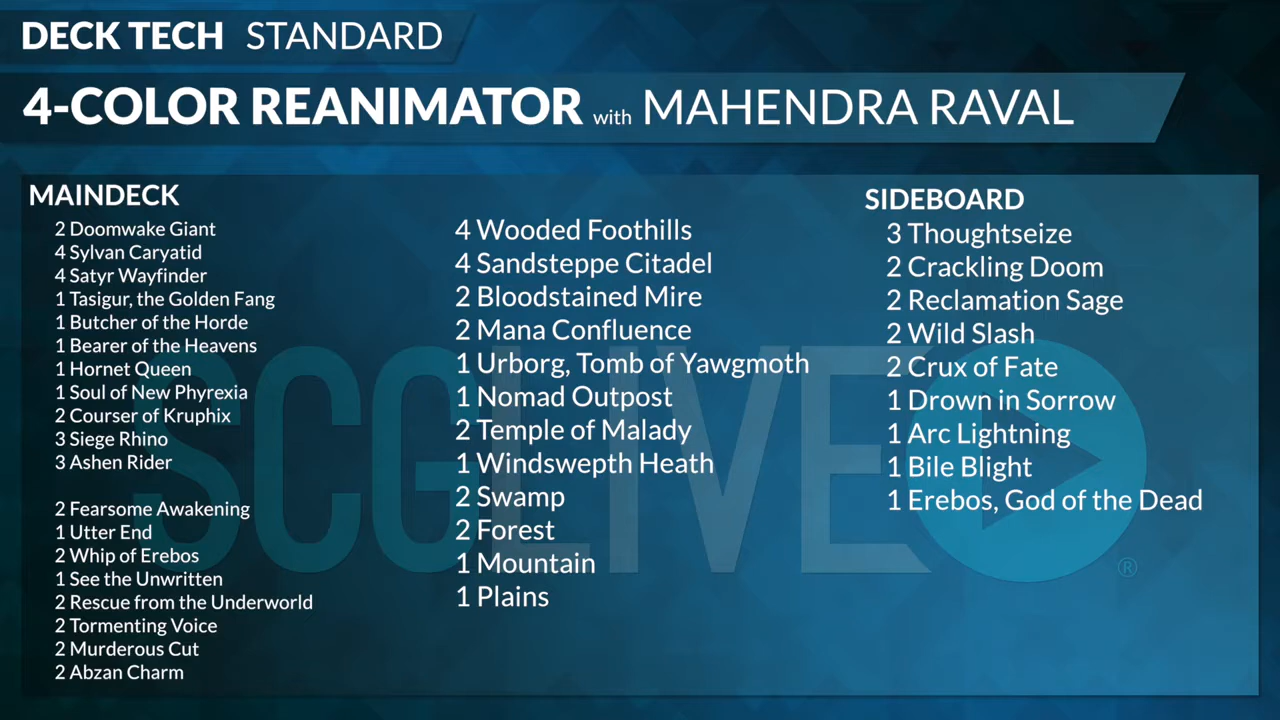 DECK TECH STANDARD
4-COLOR REANIMATOR with MAHENDRA RAVAL
MAINDECK
2 Doomwake Giant
4 Sylvan Caryatid
4 Satyr Wayfinder
1 Tasigur, the Golden Fang
1 Butcher of the Horde
1 Bearer of the Heavens
1 Hornet Queen
1 Soul of New Phyrexia
2 Courser of Kruphix
3 Siege Rhino
3 Ashen Rider
2 Fearsome Awakening
1 Utter End
2 Whip of Erebos
1 See the Unwritten
2 Rescue from the Underworld
2 Tormenting Voice
2 Murderous Cut
2 Abzan Charm
4 Wooded Foothills
4 Sandsteppe Citadel
2 Bloodstained Mire
2 Mana Confluence
1 Urborg, Tomb of Yawgmoth
1 Nomad Outpost
2 Temple of Malady
1 Windswepth Heath
2 Swamp
2 Forest
1 Mountain
1 Plains
SIDEBOARD
3 Thoughtseize
2 Crackling Doom
2 Reclamation Sage
2 Wild Slash
2 Crux of Fate
1 Drown in Sorrow
1 Arc Lightning
1 Bile Blight
1 Erebos, God of the Dead
SCGLIVE ®